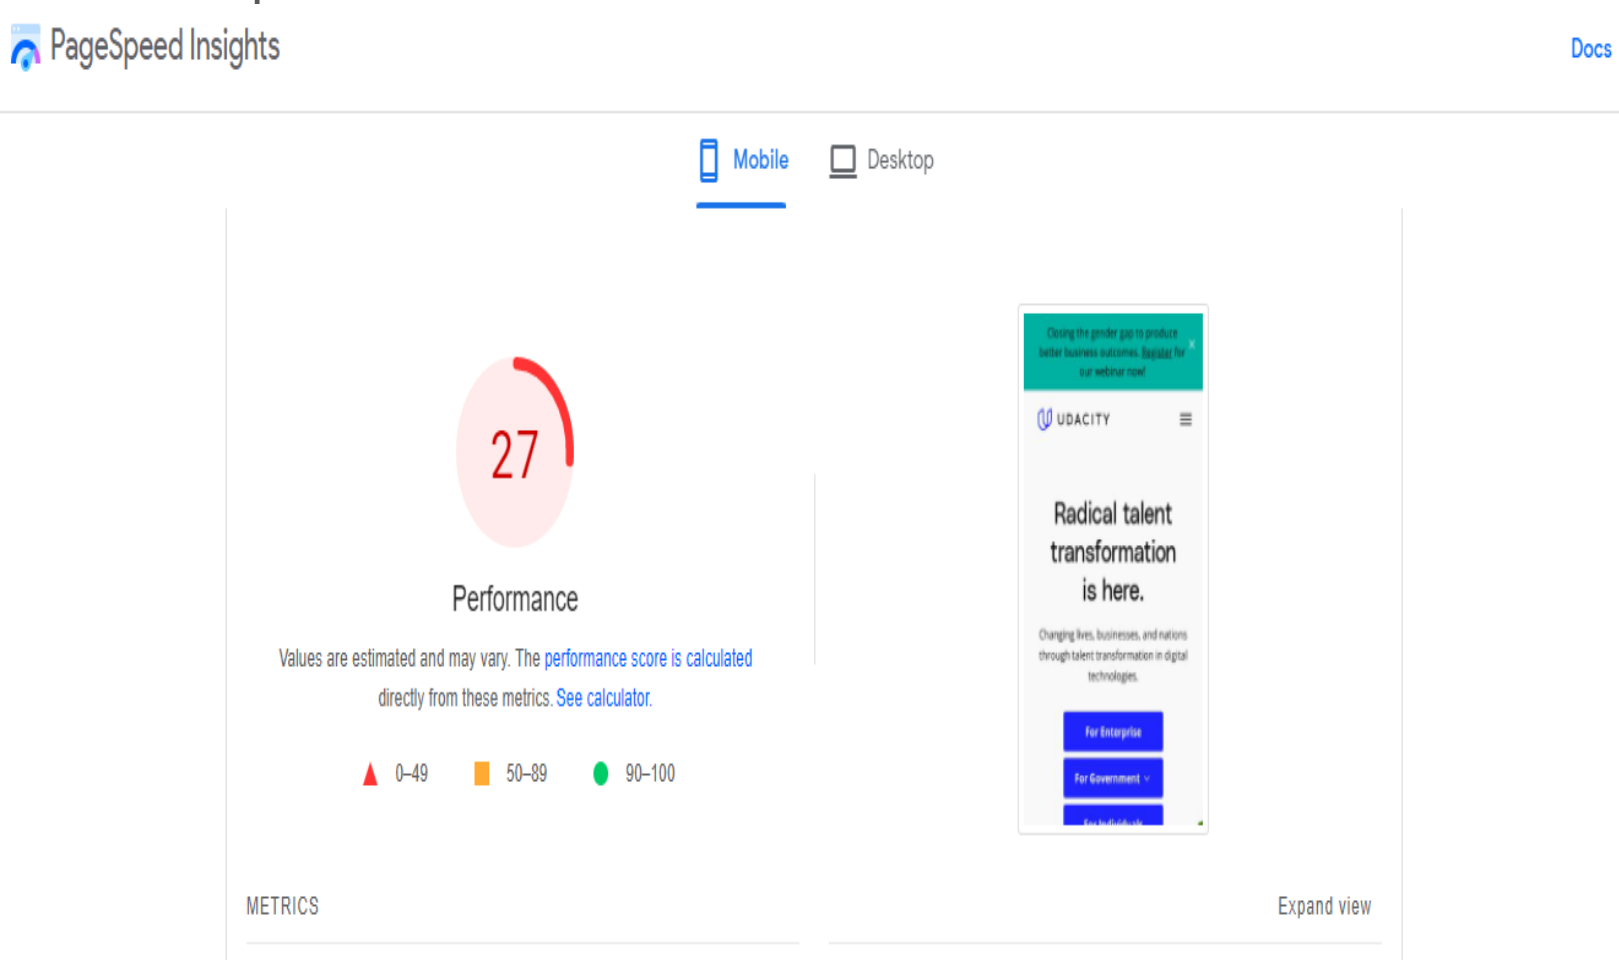 PageSpeed Insights
Docs
Mobile
Desktop
27
Performance
Values are estimated and may vary. The performance score is calculated
directly from these metrics. See calculator.
0–49
50–89
90–100
Closing the gender gap to produce
better business outcomes. Register for
our webinar now!
×
UDACITY
Radical talent
transformation
is here.
Changing lives, businesses, and nations
through talent transformation in digital
technologies.
For Enterprise
For Government
For Individuals
METRICS
Expand view